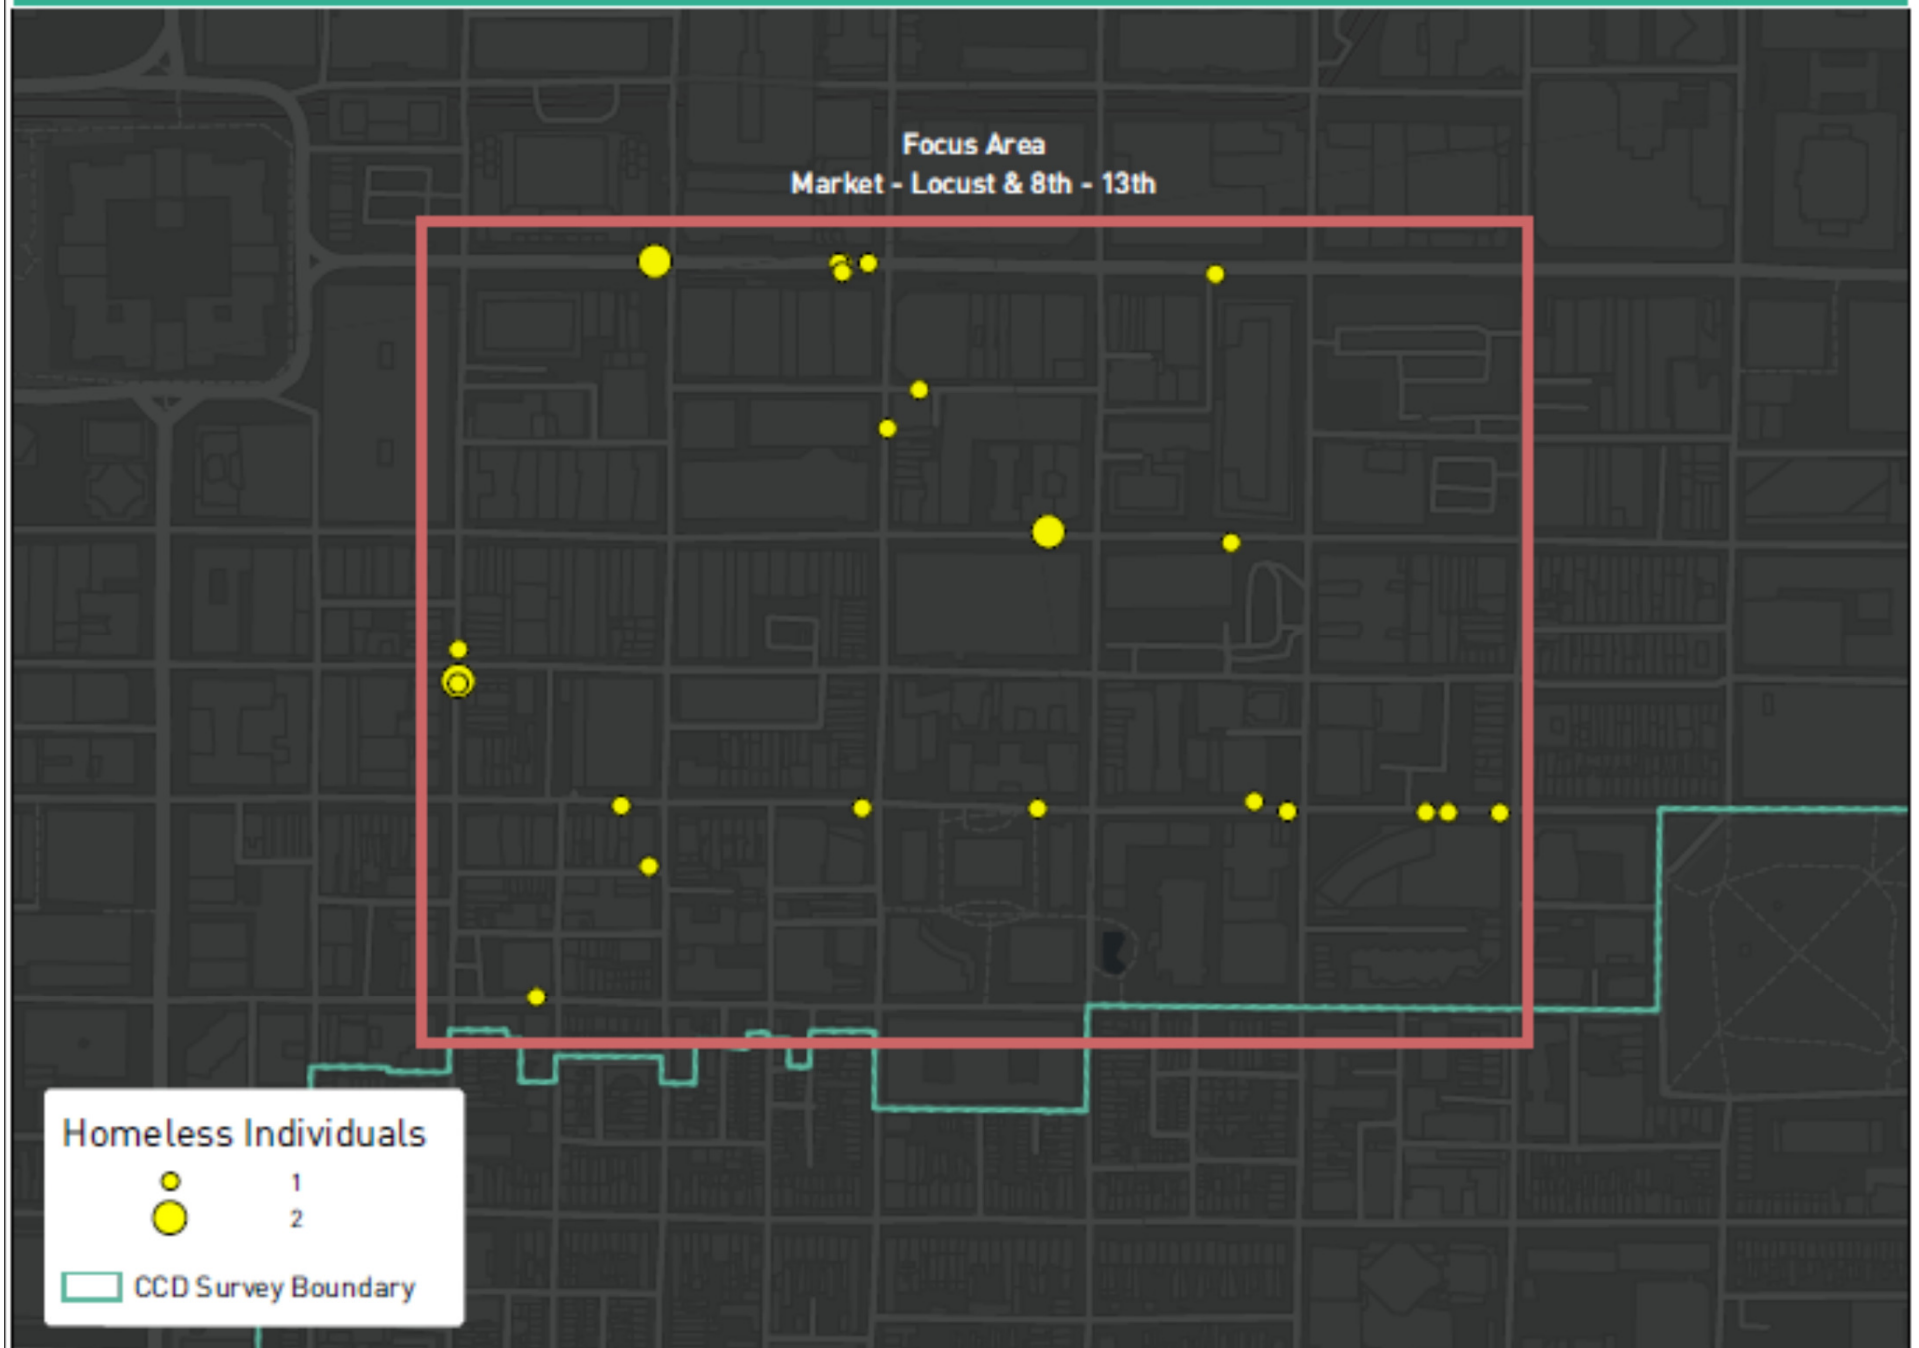 Focus Area
Market - Locust & 8th - 13th
Homeless Individuals
1
2
CCD Survey Boundary